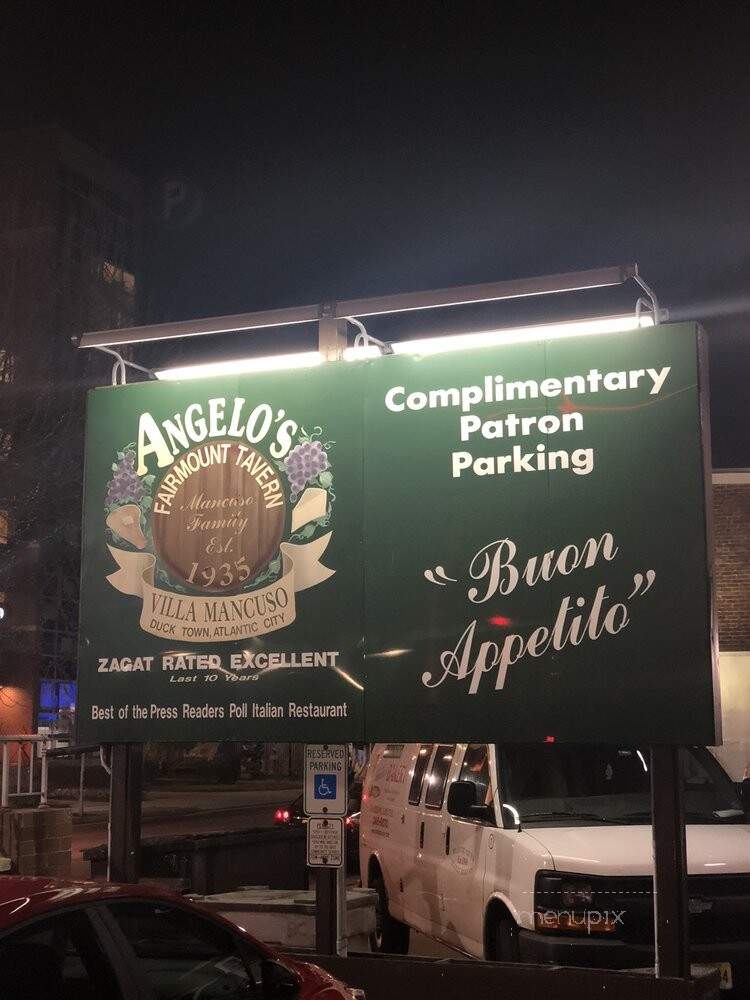 ANGELO'S
FAIRMOUNT TAVERN
Mancuso
Family
Est.
1935
VILLA MANCUSO
DUCK TOWN, ATLANTIC CITY
ZAGAT RATED EXCELLENT
Last 10 Years
Best of the Press Readers Poll Italian Restaurant
Complimentary
Patron
Parking
"Buon
Appetito"
RESERVED
PARKING
menupix